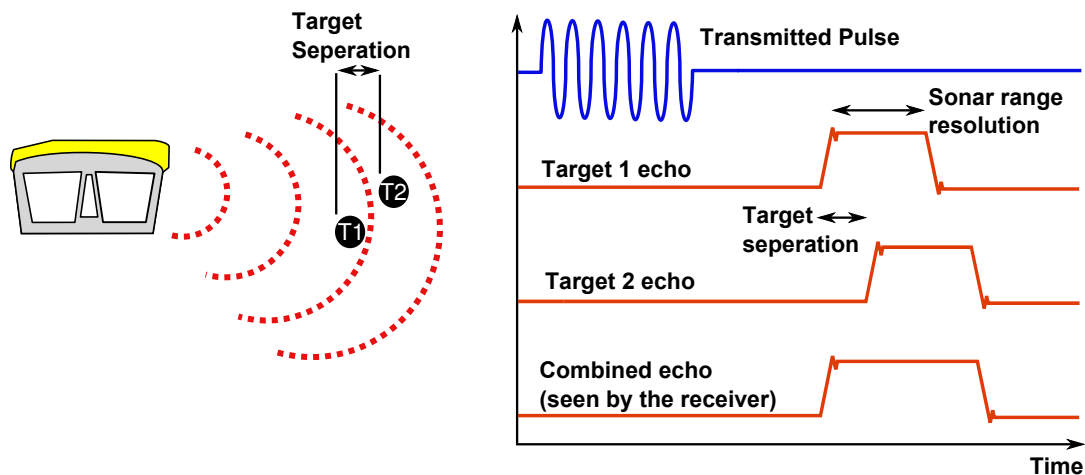 Target
Seperation
T1
T2
Transmitted Pulse
Sonar range
resolution
Target 1 echo
Target
seperation
Target 2 echo
Combined echo
(seen by the receiver)
Time